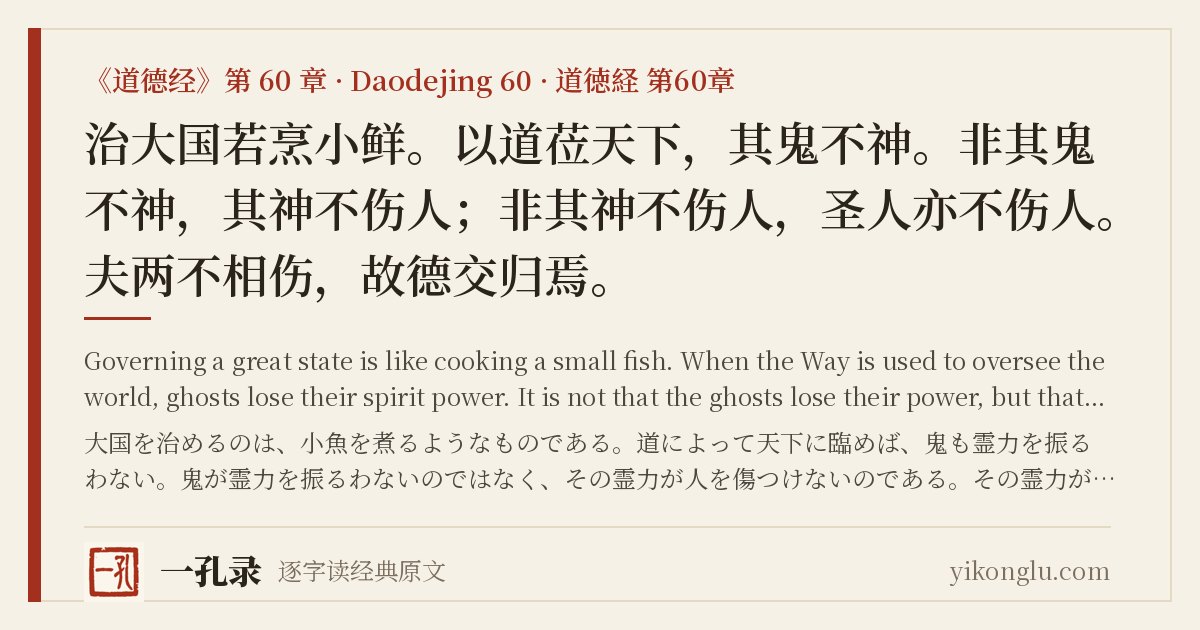 《道德经》第 60 章 · Daodejing 60 · 道徳経 第60章
治大国若烹小鲜。以道莅天下，其鬼不神。非其鬼
不神，其神不伤人；非其神不伤人，圣人亦不伤人。
夫两不相伤，故德交归焉。
Governing a great state is like cooking a small fish. When the Way is used to oversee the
world, ghosts lose their spirit power. It is not that the ghosts lose their power, but that…
大国を治めるのは、小魚を煮るようなものである。道によって天下に臨めば、鬼も霊力を振る
わない。鬼が霊力を振るわないのではなく、その霊力が人を傷つけないのである。その霊力が…
一孔
一孔录 逐字读经典原文 yikonglu.com